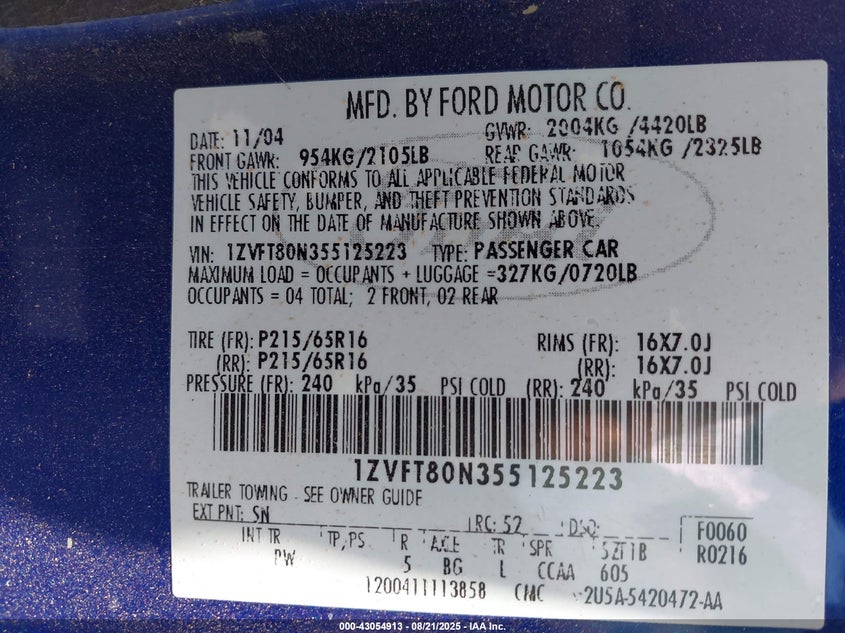 MFD. BY FORD MOTOR CO.
DATE: 11/04 GVWR: 2004KG /4420LB
FRONT GAWR: 954KG/2105LB REAR GAWR: 1054KG /2325LB
THIS VEHICLE CONFORMS TO ALL APPLICABLE FEDERAL MOTOR
VEHICLE SAFETY, BUMPER, AND THEFT PREVENTION STANDARDS
IN EFFECT ON THE DATE OF MANUFACTURE SHOWN ABOVE.
VIN: 1ZVFT80N355125223 TYPE: PASSENGER CAR
MAXIMUM LOAD = OCCUPANTS + LUGGAGE =327KG/0720LB
OCCUPANTS = 04 TOTAL; 2 FRONT, 02 REAR
TIRE (FR): P215/65R16 RIMS (FR): 16X7.0J
(RR): P215/65R16 (RR): 16X7.0J
PRESSURE (FR): 240 kPa/35 PSI COLD (RR): 240 kPa/35 PSI COLD
1ZVFT80N355125223
TRAILER TOWING - SEE OWNER GUIDE
EXT PNT: SN RC: 52 DSO: F0060
INT TR TP/PS R AXLE TR SPR 5ZF1B R0216
PW 5 BG L CCAA 605
1200411113858 CMC 2U5A-5420472-AA
000-43054913 - 08/21/2025 - IAA Inc.